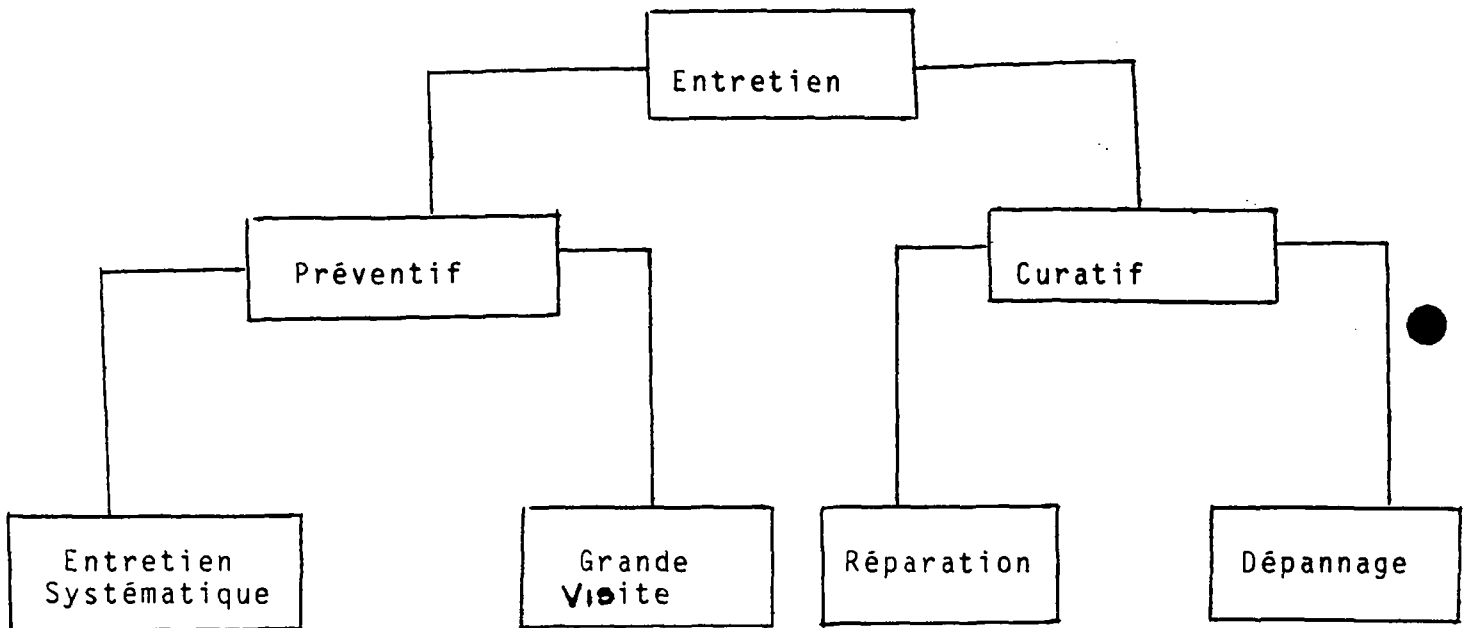 Entretien
Préventif
Curatif
Entretien
Systématique
Grande
Visite
Réparation
Dépannage